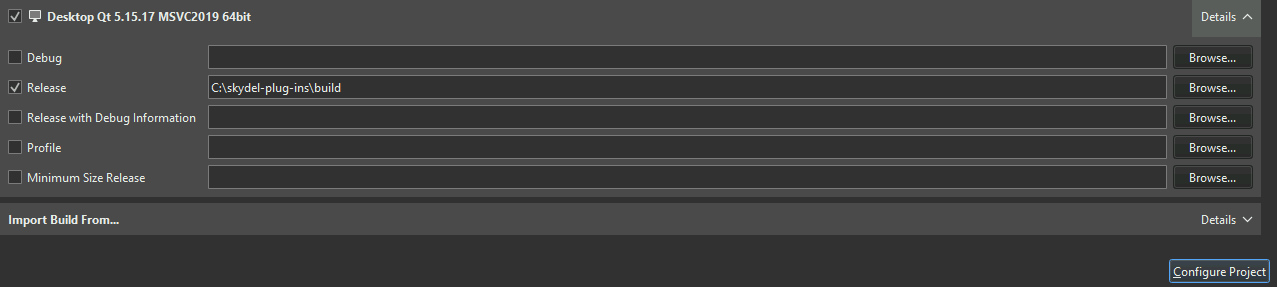 Desktop Qt 5.15.17 MSVC2019 64bit Details
Debug Browse...
Release C:\skydel-plug-ins\build Browse...
Release with Debug Information Browse...
Profile Browse...
Minimum Size Release Browse...
Import Build From... Details
Configure Project